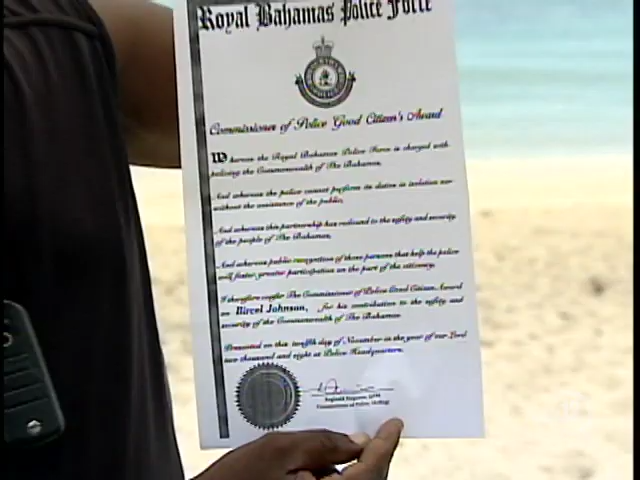 Royal Bahamas Police Force
Commissioner of Police Good Citizen's Award
Whereas the Royal Bahamas Police Force is charged with
policing the Commonwealth of The Bahamas,
And whereas the police cannot perform its duties in isolation nor
without the assistance of the public,
And whereas this partnership has redound to the safety and security
of the people of The Bahamas,
And whereas public recognition of those persons that help the police
will foster greater participation on the part of the citizenry,
I therefore confer The Commissioner of Police Good Citizen Award
on Bircel Johnson, for his contribution to the safety and
security of the Commonwealth of The Bahamas
Presented on this twelfth day of November in the year of our Lord
two thousand and eight at Police Headquarters.
Reginald Ferguson,
Commissioner of Police